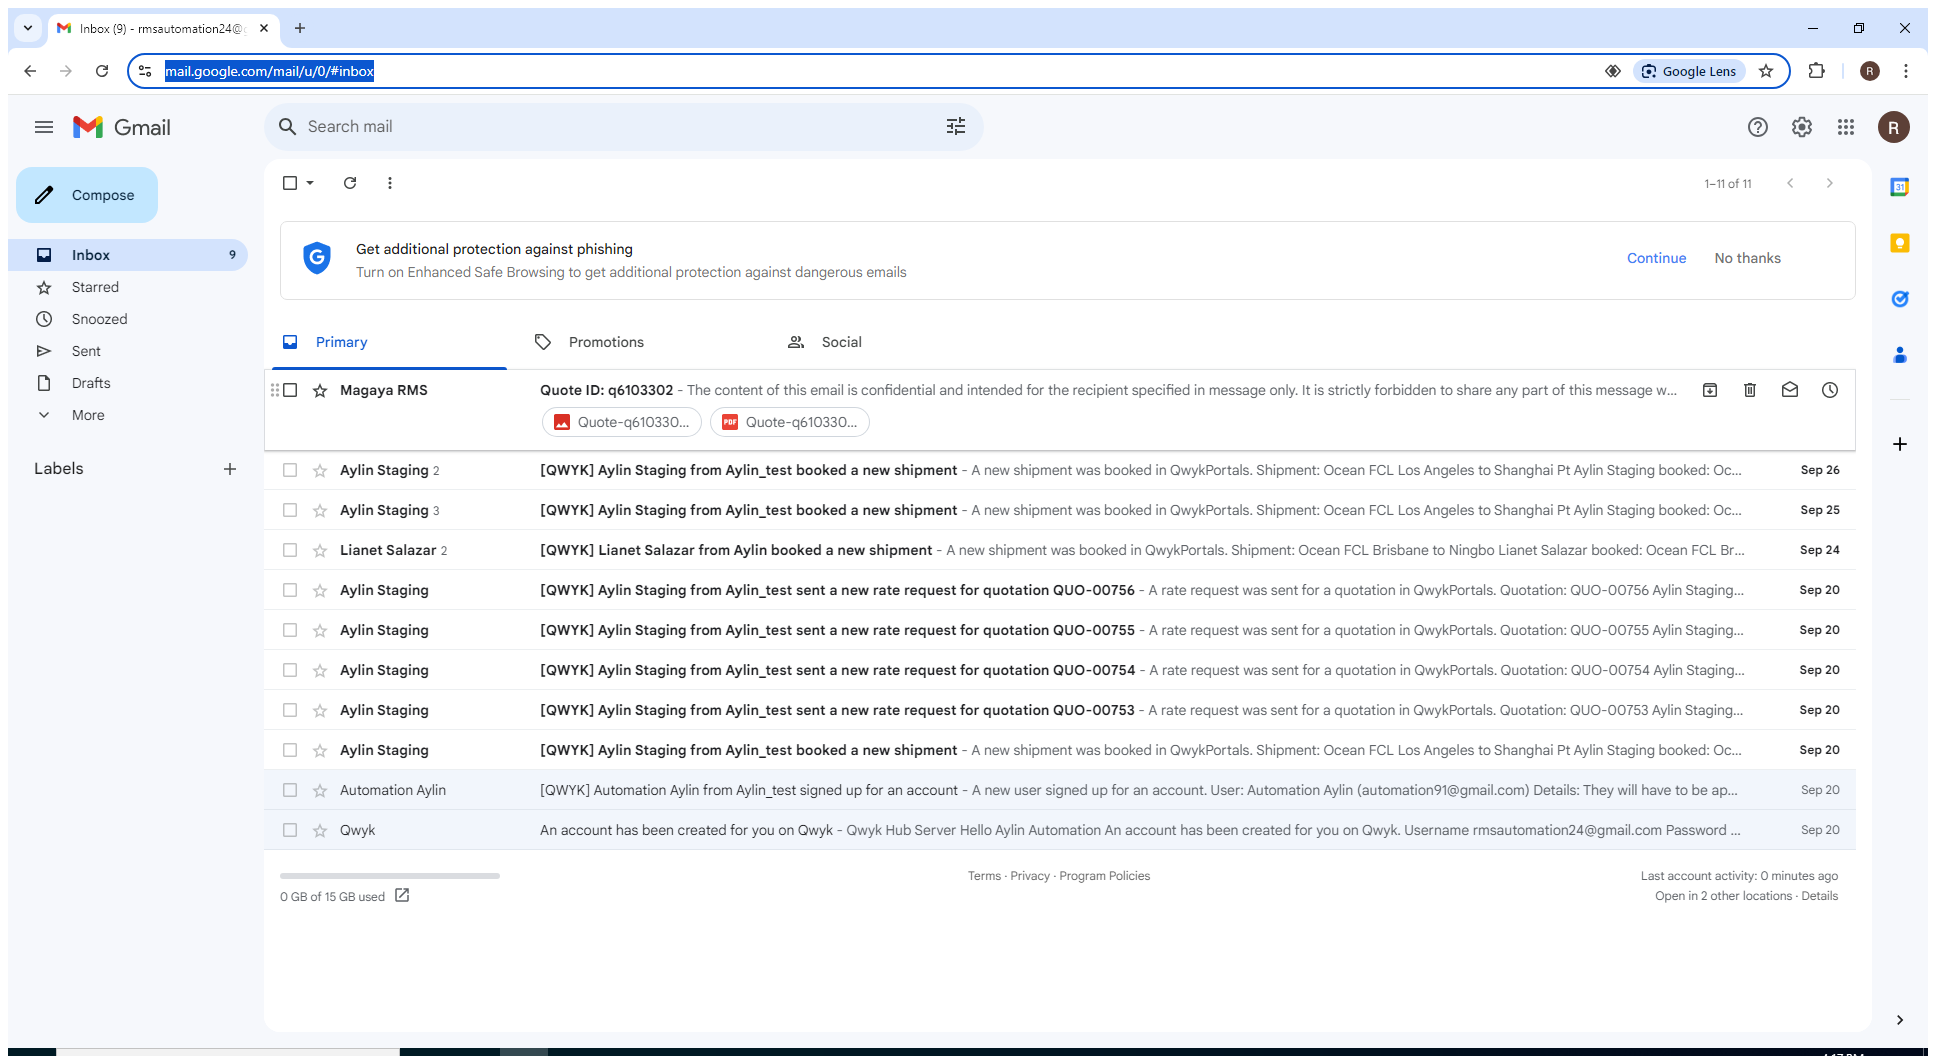 Inbox (9) - rmsautomation24@g
mail.google.com/mail/u/0/#inbox
Google Lens
R
Gmail
Search mail
R
Compose
1–11 of 11
31
Get additional protection against phishing
Turn on Enhanced Safe Browsing to get additional protection against dangerous emails
Continue
No thanks
Inbox 9
Starred
Snoozed
Sent
Drafts
More
Labels
Primary
Promotions
Social
Magaya RMS Quote ID: q6103302 - The content of this email is confidential and intended for the recipient specified in message only. It is strictly forbidden to share any part of this message w...
Quote-q610330...
PDF Quote-q610330...
Aylin Staging 2 [QWYK] Aylin Staging from Aylin_test booked a new shipment - A new shipment was booked in QwykPortals. Shipment: Ocean FCL Los Angeles to Shanghai Pt Aylin Staging booked: Oc... Sep 26
Aylin Staging 3 [QWYK] Aylin Staging from Aylin_test booked a new shipment - A new shipment was booked in QwykPortals. Shipment: Ocean FCL Los Angeles to Shanghai Pt Aylin Staging booked: Oc... Sep 25
Lianet Salazar 2 [QWYK] Lianet Salazar from Aylin booked a new shipment - A new shipment was booked in QwykPortals. Shipment: Ocean FCL Brisbane to Ningbo Lianet Salazar booked: Ocean FCL Br... Sep 24
Aylin Staging [QWYK] Aylin Staging from Aylin_test sent a new rate request for quotation QUO-00756 - A rate request was sent for a quotation in QwykPortals. Quotation: QUO-00756 Aylin Staging... Sep 20
Aylin Staging [QWYK] Aylin Staging from Aylin_test sent a new rate request for quotation QUO-00755 - A rate request was sent for a quotation in QwykPortals. Quotation: QUO-00755 Aylin Staging... Sep 20
Aylin Staging [QWYK] Aylin Staging from Aylin_test sent a new rate request for quotation QUO-00754 - A rate request was sent for a quotation in QwykPortals. Quotation: QUO-00754 Aylin Staging... Sep 20
Aylin Staging [QWYK] Aylin Staging from Aylin_test sent a new rate request for quotation QUO-00753 - A rate request was sent for a quotation in QwykPortals. Quotation: QUO-00753 Aylin Staging... Sep 20
Aylin Staging [QWYK] Aylin Staging from Aylin_test booked a new shipment - A new shipment was booked in QwykPortals. Shipment: Ocean FCL Los Angeles to Shanghai Pt Aylin Staging booked: Oc... Sep 20
Automation Aylin [QWYK] Automation Aylin from Aylin_test signed up for an account - A new user signed up for an account. User: Automation Aylin (automation91@gmail.com) Details: They will have to be ap... Sep 20
Qwyk An account has been created for you on Qwyk - Qwyk Hub Server Hello Aylin Automation An account has been created for you on Qwyk. Username rmsautomation24@gmail.com Password ... Sep 20
0 GB of 15 GB used
Terms · Privacy · Program Policies
Last account activity: 0 minutes ago
Open in 2 other locations · Details